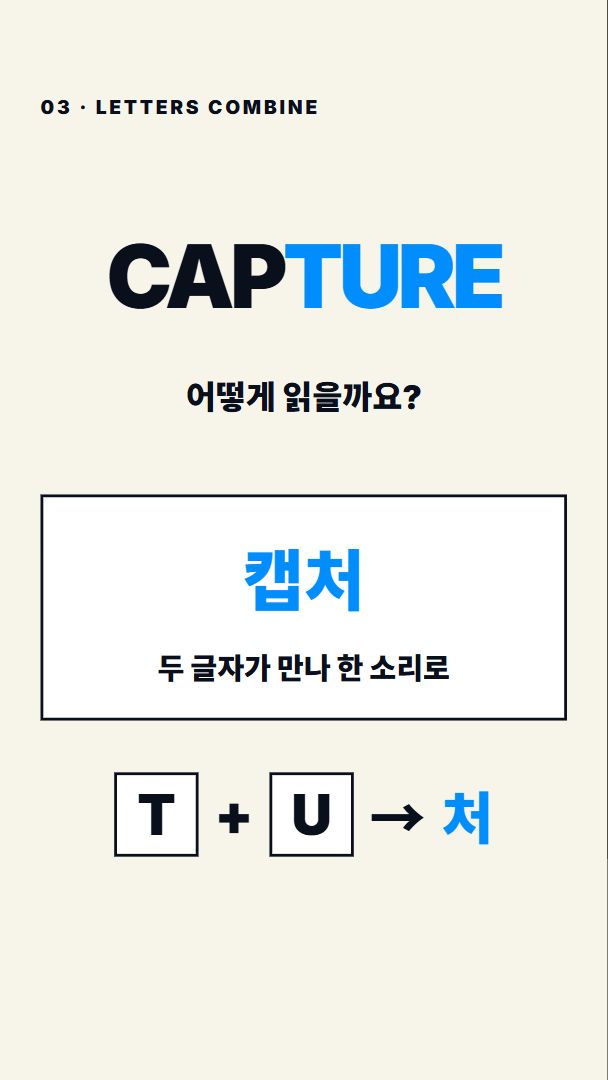 03 · LETTERS COMBINE
CAPTURE
어떻게 읽을까요?
캡처
두 글자가 만나 한 소리로
T + U → 처